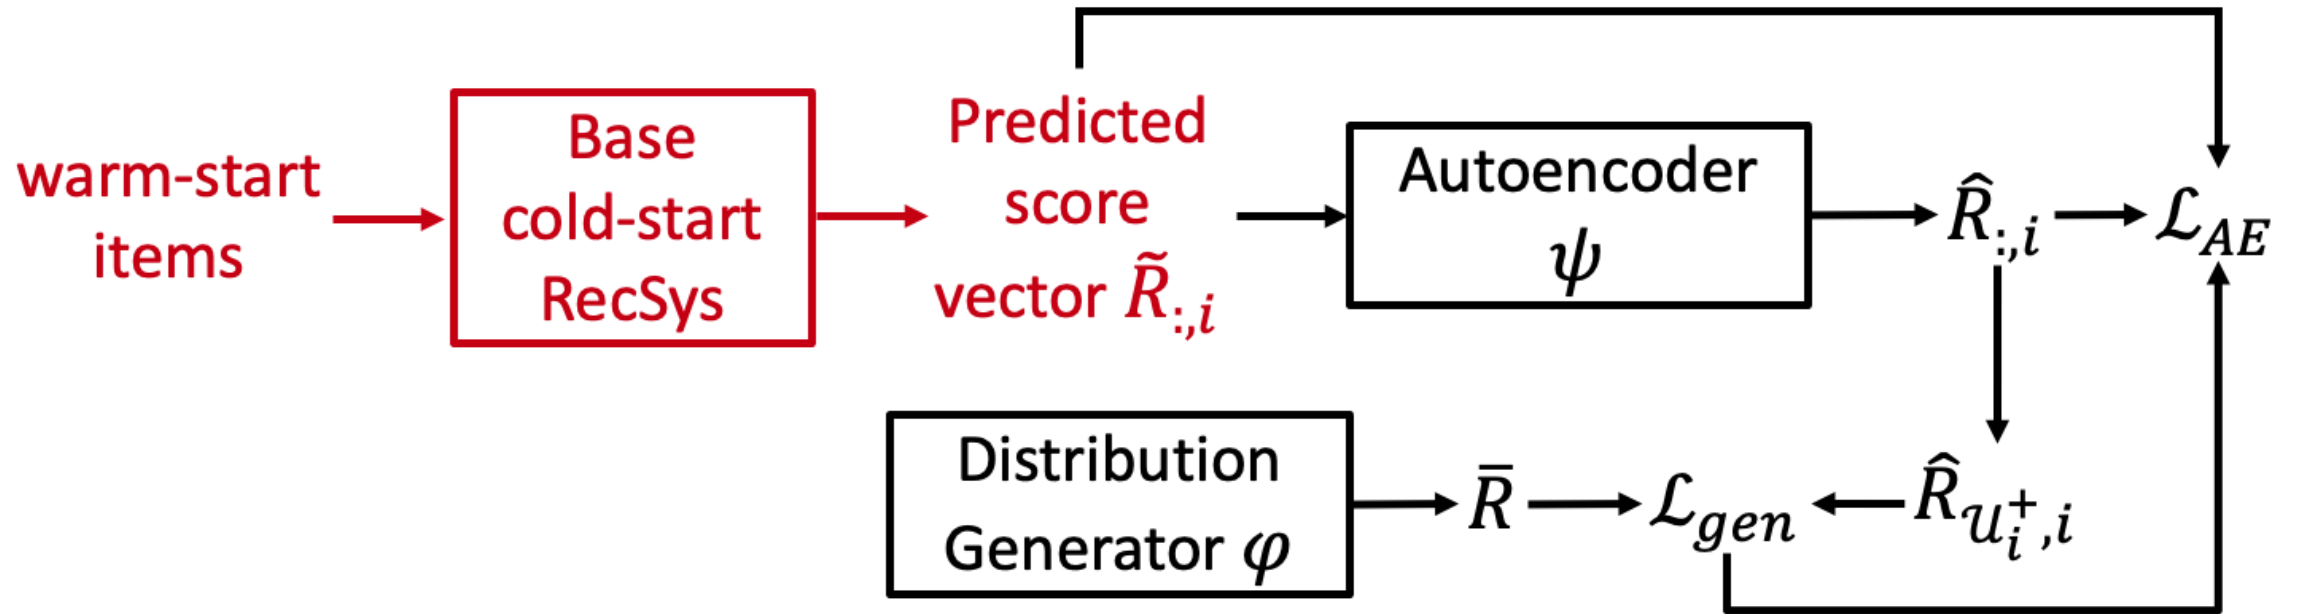 warm-start
items
Base
cold-start
RecSys
Predicted
score
vector R̃:,i
Autoencoder
ψ
R̂:,i
ℒAE
Distribution
Generator φ
R̄
ℒgen
R̂𝒰i+,i